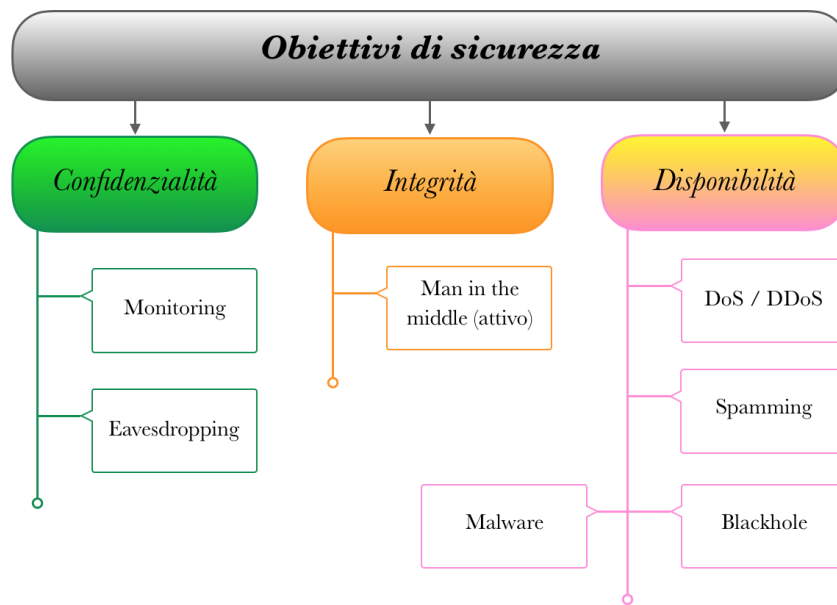 Obiettivi di sicurezza
Confidenzialità
Integrità
Disponibilità
Monitoring
Eavesdropping
Man in the
middle (attivo)
DoS / DDoS
Spamming
Malware
Blackhole